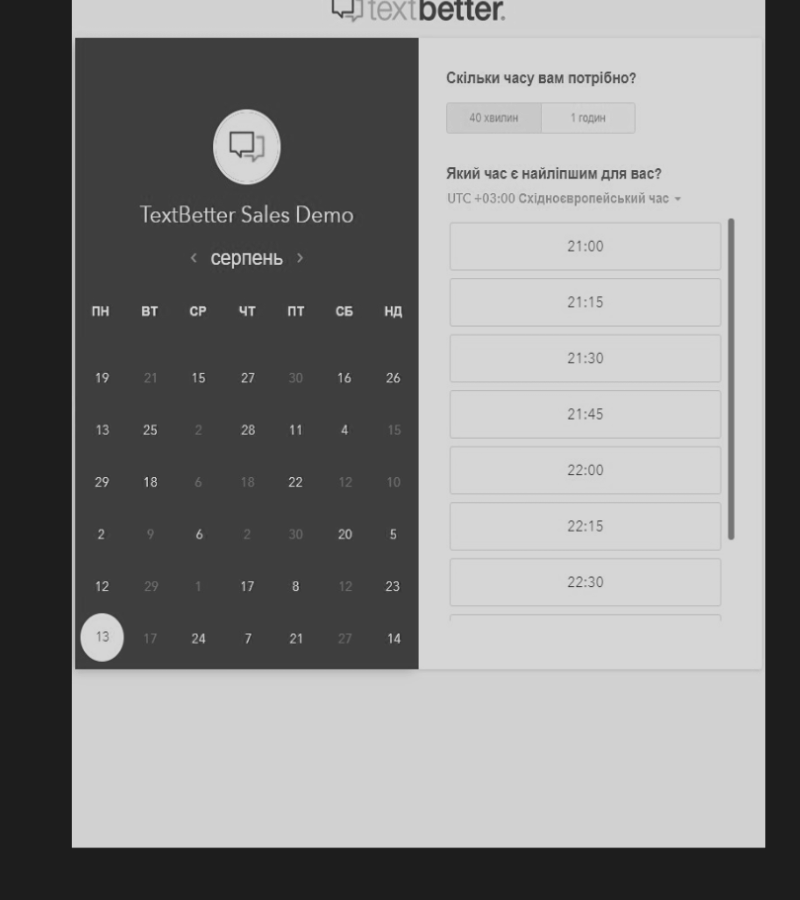 textbetter.
TextBetter Sales Demo
‹ серпень ›
ПН ВТ СР ЧТ ПТ СБ НД
19 21 15 27 30 16 26
13 25 2 28 11 4 15
29 18 6 18 22 12 10
2 9 6 2 30 20 5
12 29 1 17 8 12 23
13 17 24 7 21 27 14
Скільки часу вам потрібно?
40 хвилин 1 годин
Який час є найліпшим для вас?
UTC +03:00 Східноєвропейський час
21:00
21:15
21:30
21:45
22:00
22:15
22:30